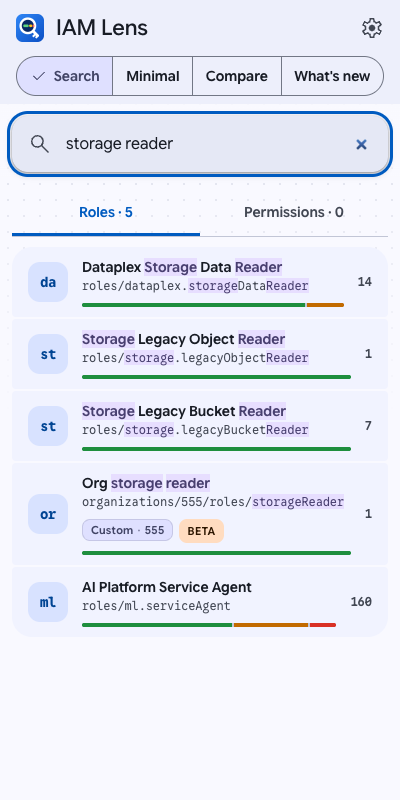 IAM Lens
Search
Minimal
Compare
What's new
storage reader
Roles · 5
Permissions · 0
da
Dataplex Storage Data Reader
roles/dataplex.storageDataReader
14
st
Storage Legacy Object Reader
roles/storage.legacyObjectReader
1
st
Storage Legacy Bucket Reader
roles/storage.legacyBucketReader
7
or
Org storage reader
organizations/555/roles/storageReader
Custom · 555
BETA
1
ml
AI Platform Service Agent
roles/ml.serviceAgent
160